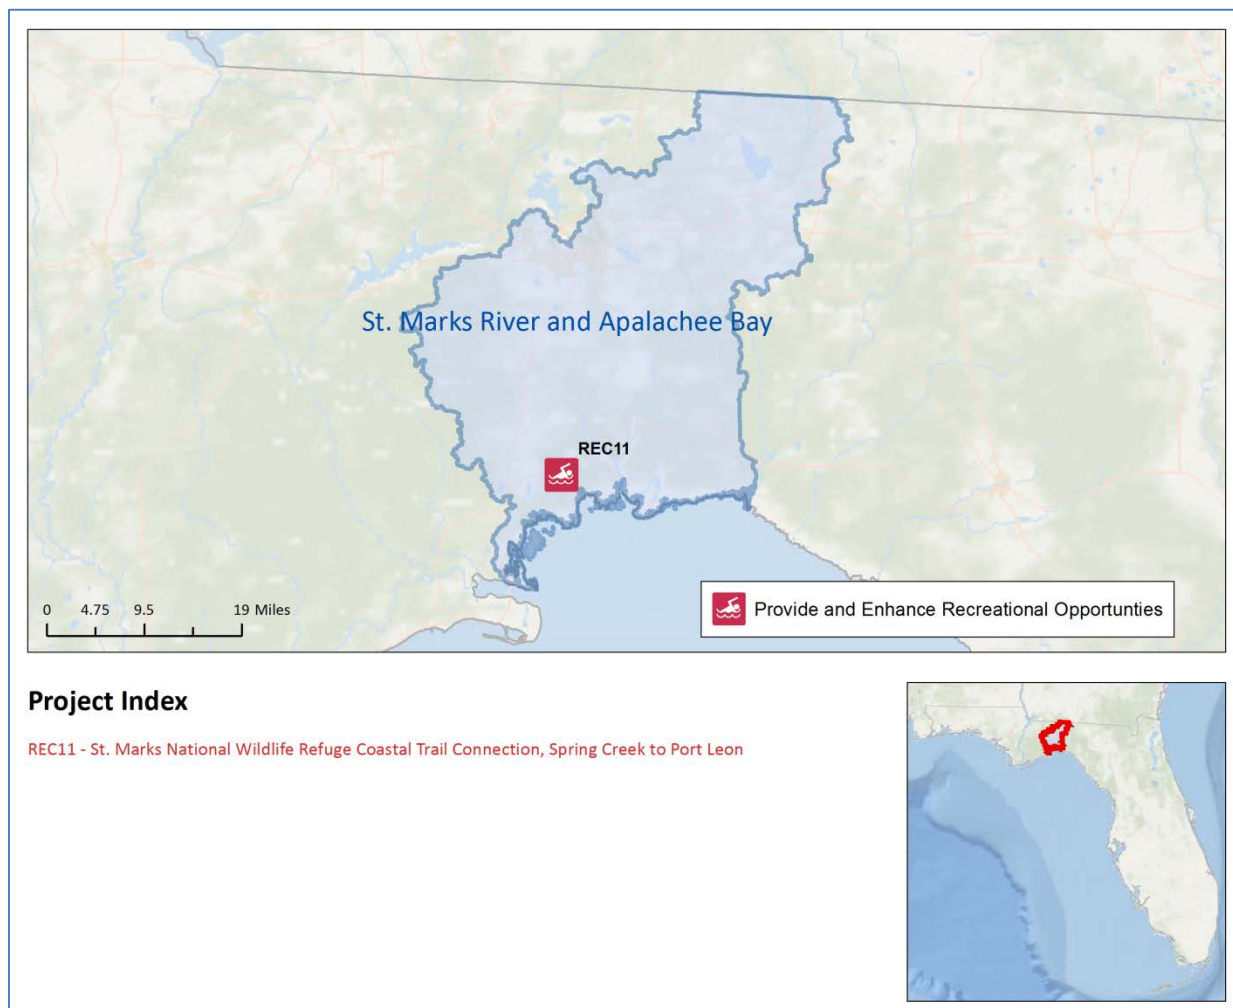 St. Marks River and Apalachee Bay
REC11
0 4.75 9.5 19 Miles
Provide and Enhance Recreational Opportunties
Project Index
REC11 - St. Marks National Wildlife Refuge Coastal Trail Connection, Spring Creek to Port Leon